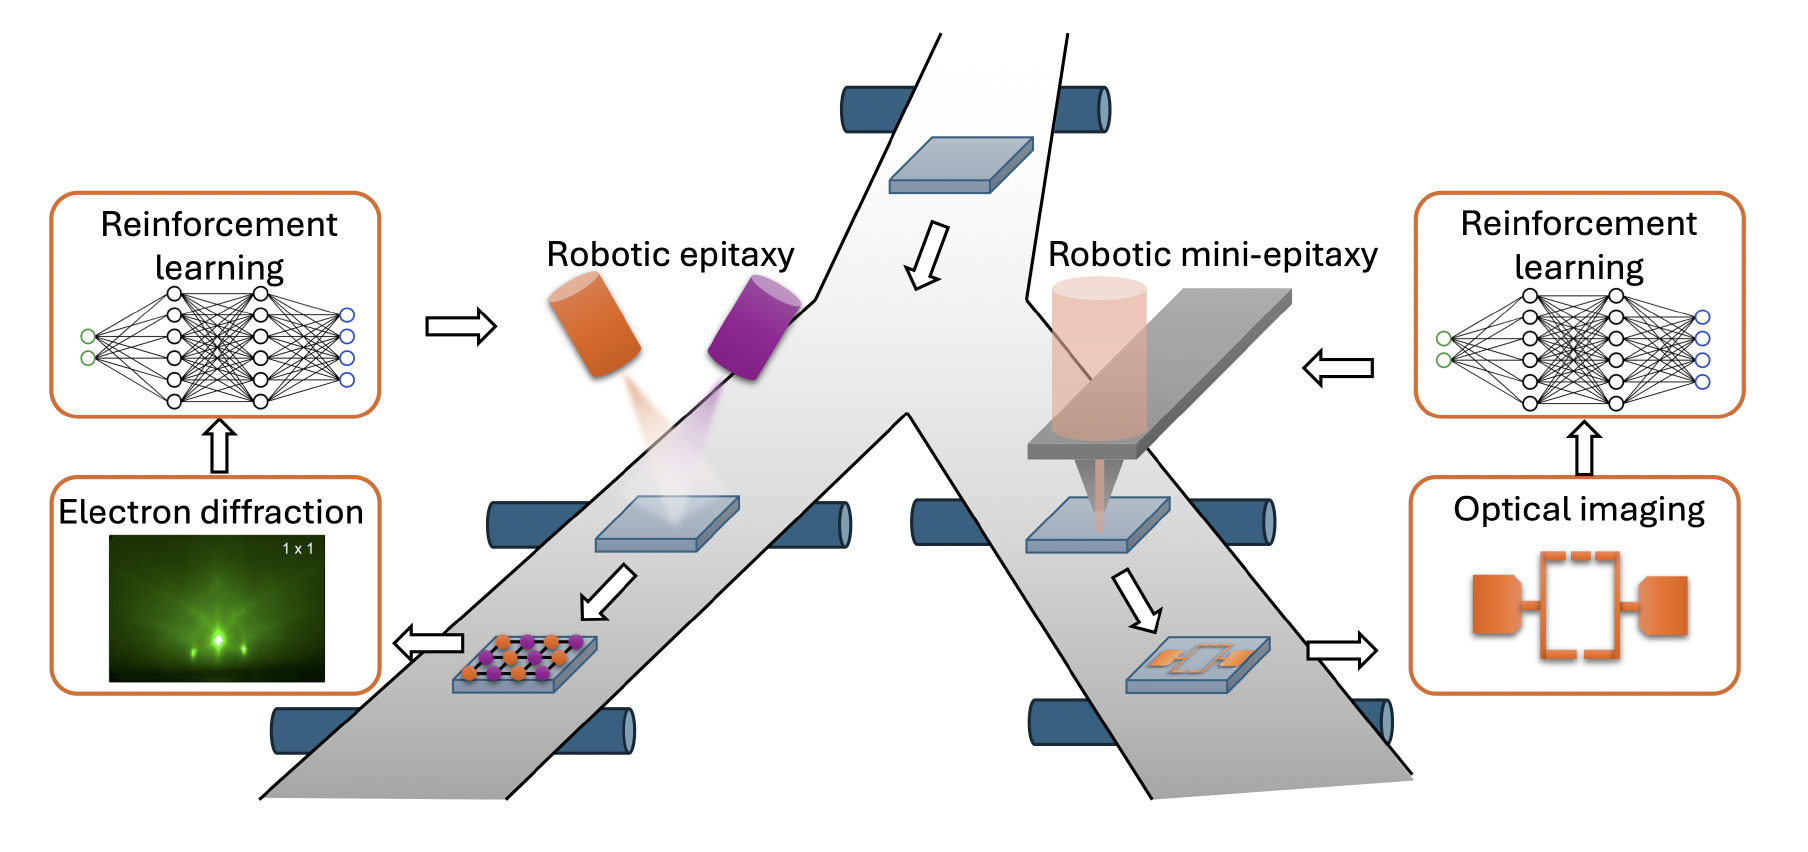 Reinforcement
learning
Robotic epitaxy
Robotic mini-epitaxy
Reinforcement
learning
Electron diffraction
1 x 1
Optical imaging